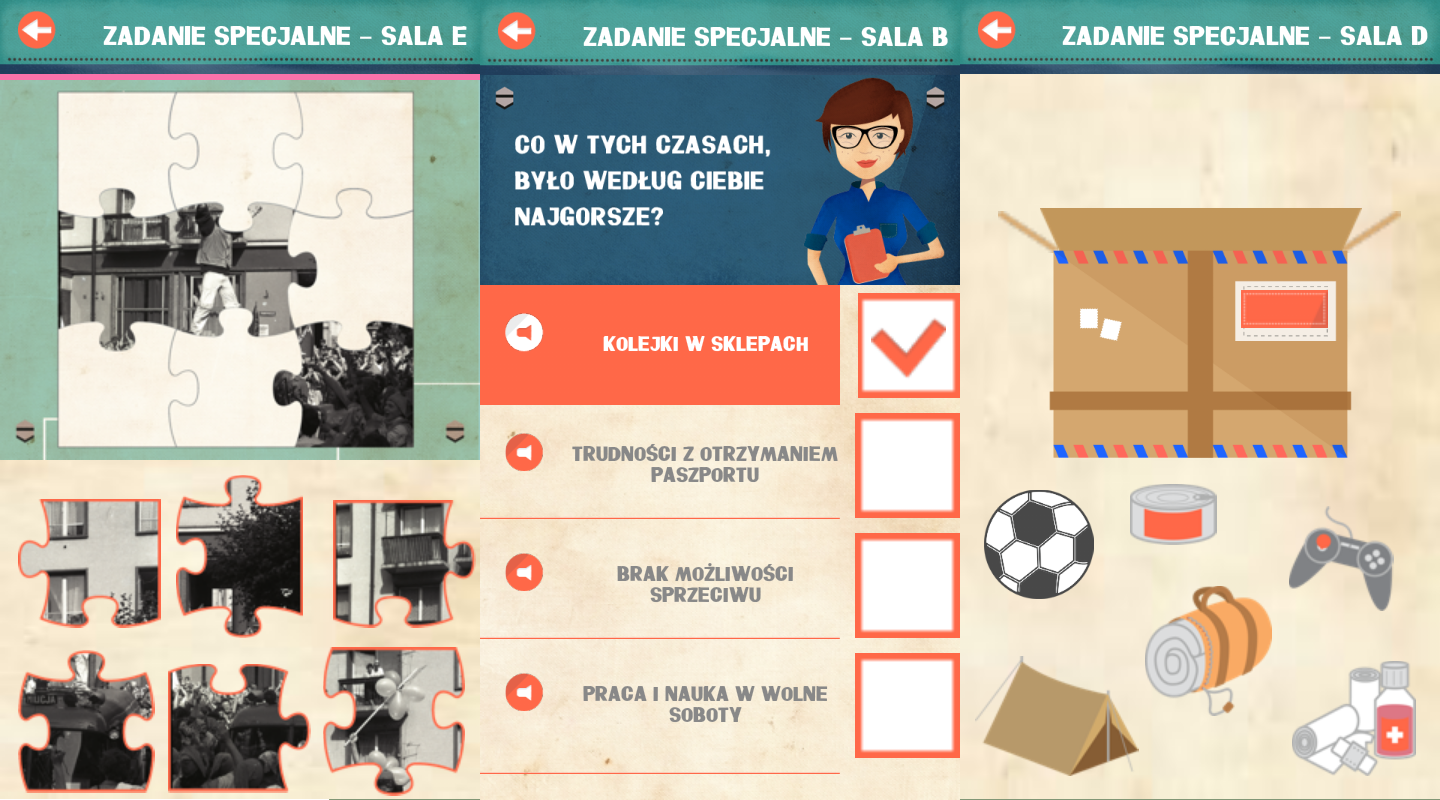 ZADANIE SPECJALNE – SALA E
ZADANIE SPECJALNE – SALA B
CO W TYCH CZASACH,
BYŁO WEDŁUG CIEBIE
NAJGORSZE?
KOLEJKI W SKLEPACH
TRUDNOŚCI Z OTRZYMANIEM
PASZPORTU
BRAK MOŻLIWOŚCI
SPRZECIWU
PRACA I NAUKA W WOLNE
SOBOTY
ZADANIE SPECJALNE – SALA D